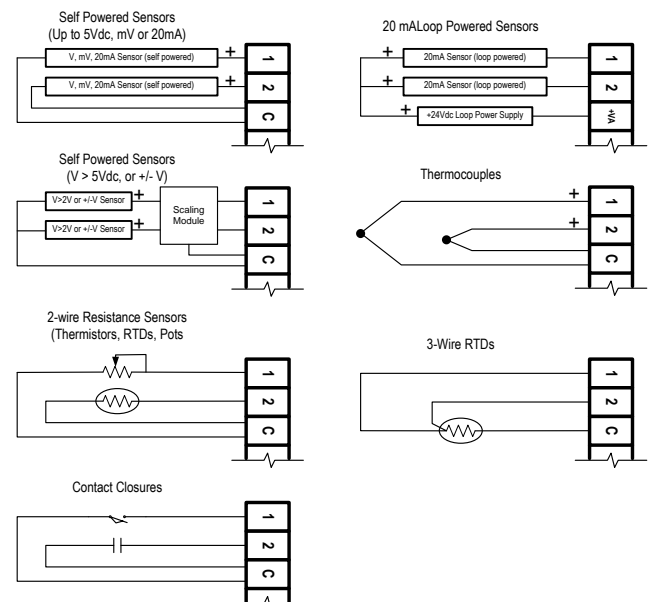 Self Powered Sensors
(Up to 5Vdc, mV or 20mA)
V, mV, 20mA Sensor (self powered) +
V, mV, 20mA Sensor (self powered) +
1
2
C
20 mALoop Powered Sensors
+ 20mA Sensor (loop powered)
+ 20mA Sensor (loop powered)
+ +24Vdc Loop Power Supply
1
2
+VA
Self Powered Sensors
(V > 5Vdc, or +/- V)
V>2V or +/-V Sensor +
V>2V or +/-V Sensor +
Scaling
Module
1
2
C
Thermocouples
+
+
1
2
C
2-wire Resistance Sensors
(Thermistors, RTDs, Pots
1
2
C
3-Wire RTDs
1
2
C
Contact Closures
1
2
C